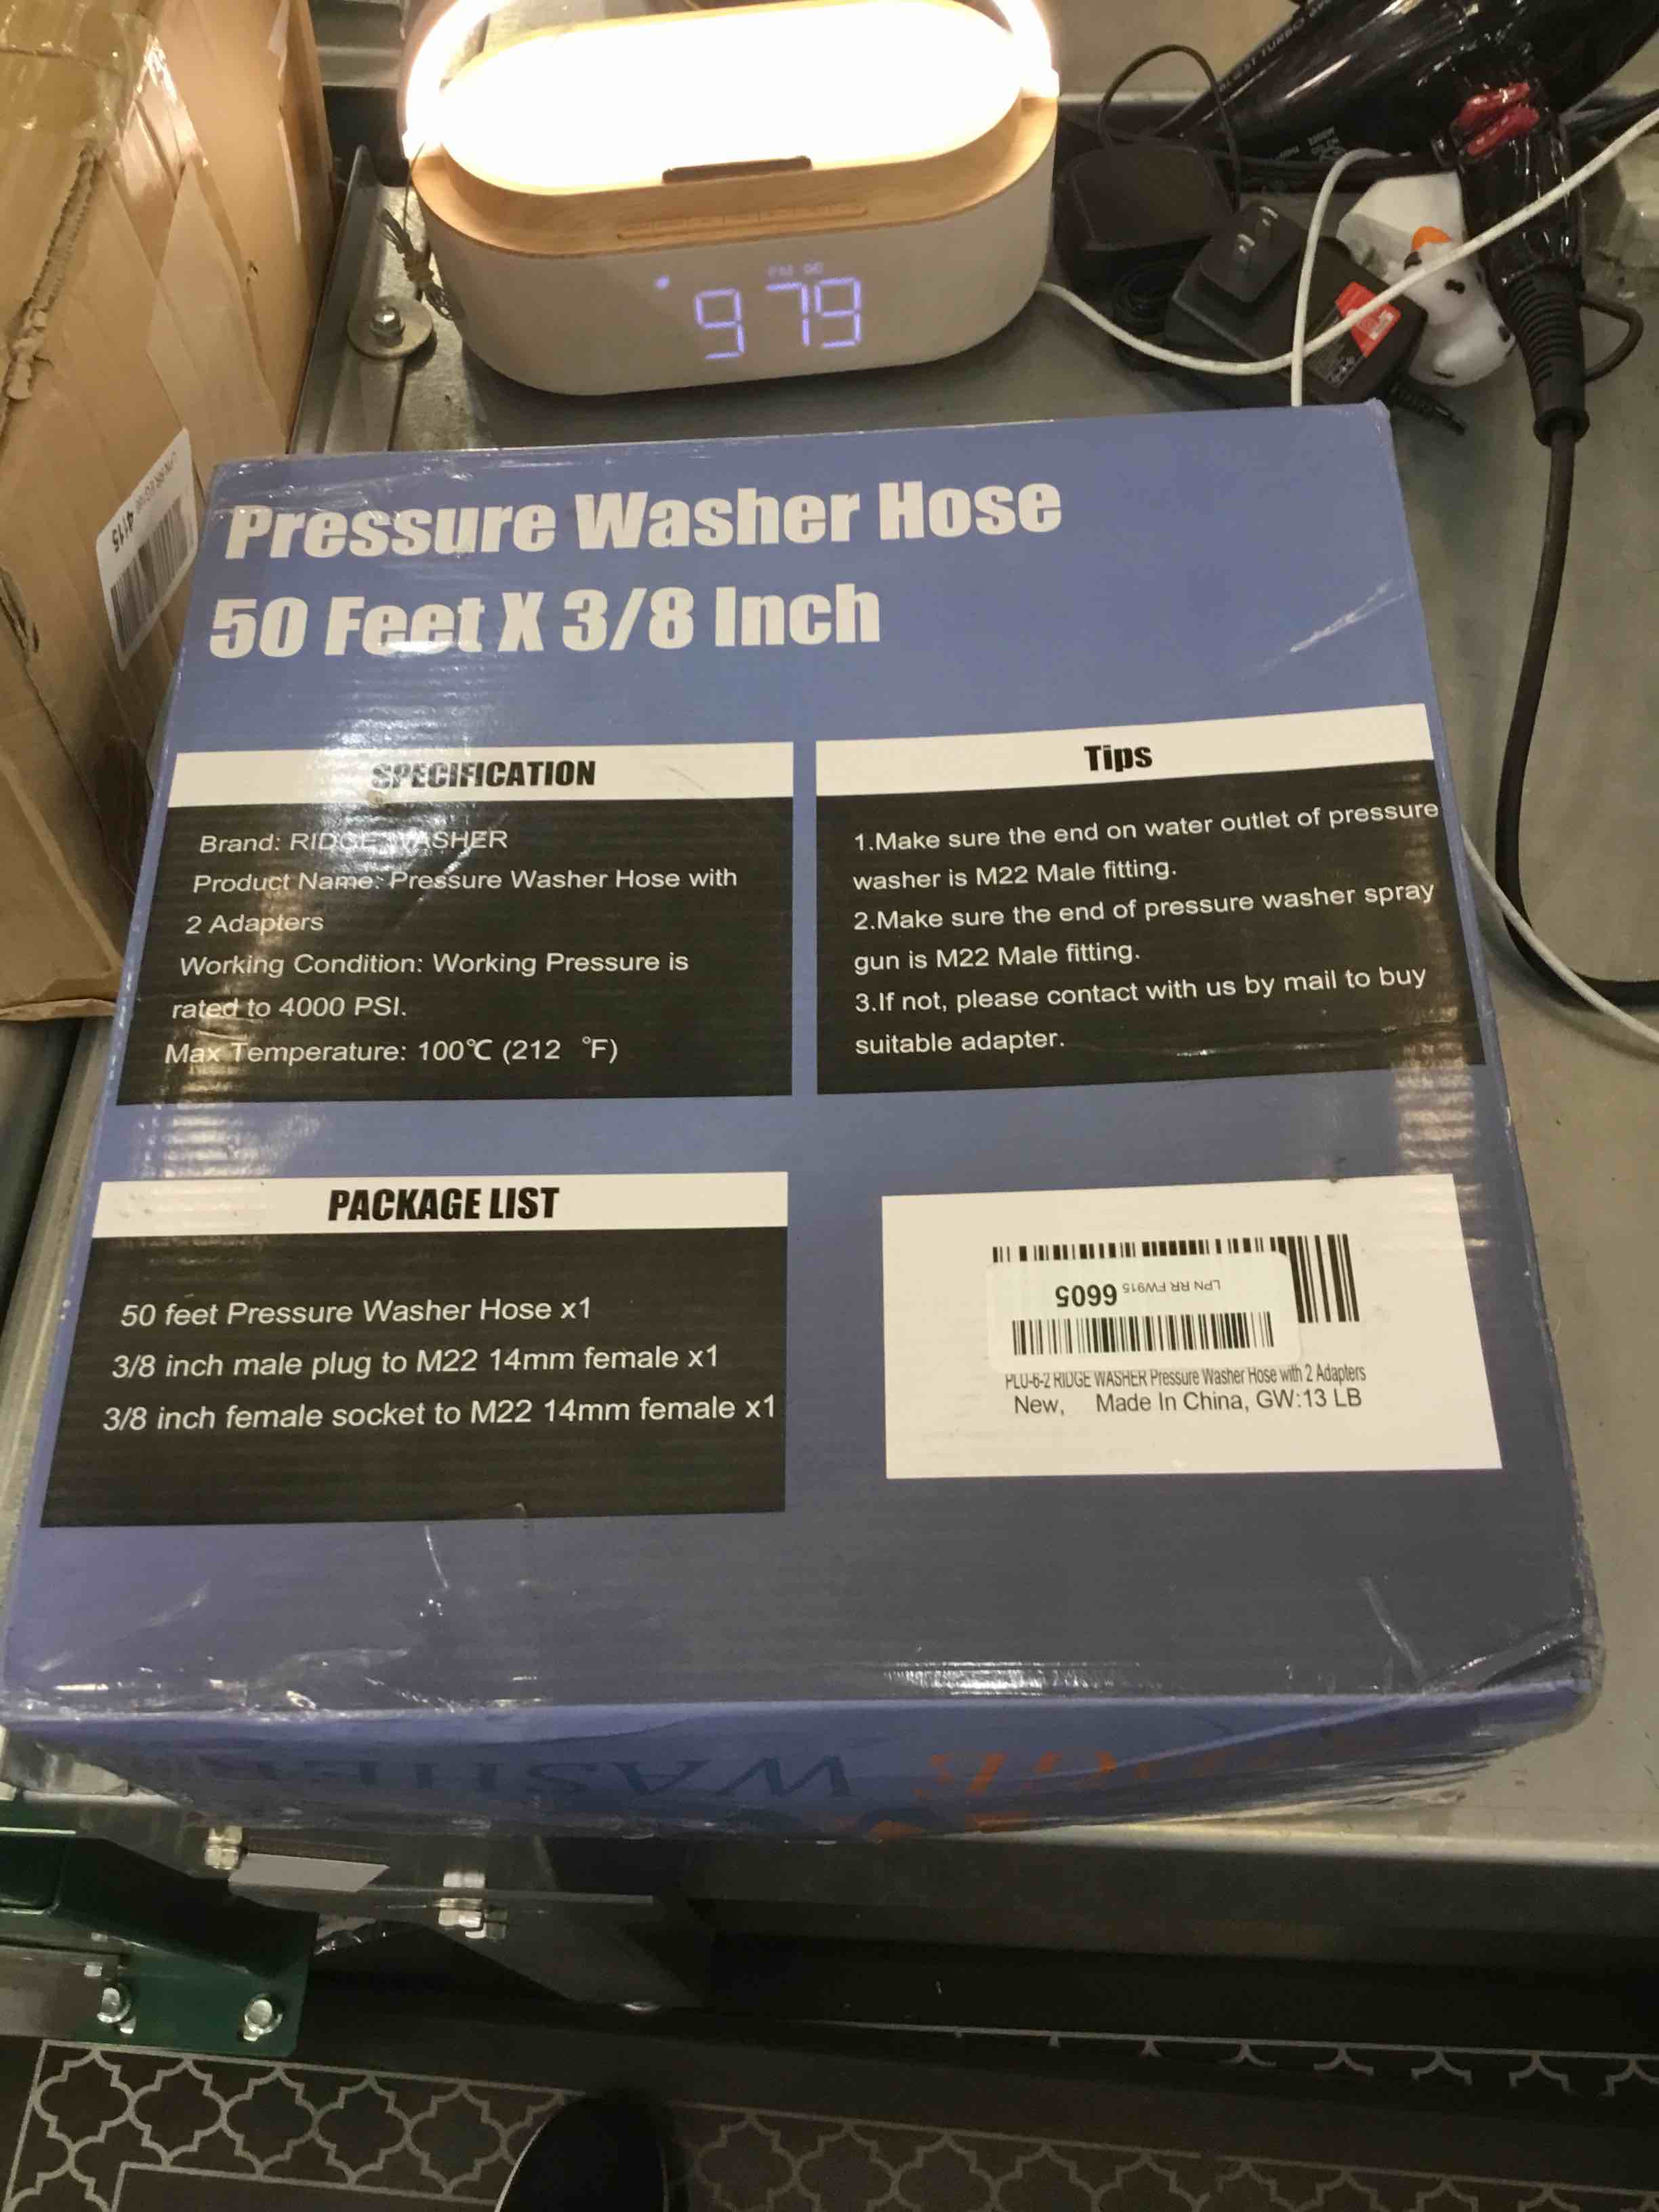 979
4115
Pressure Washer Hose
50 Feet X 3/8 Inch
SPECIFICATION
Brand: RIDGE WASHER
Product Name: Pressure Washer Hose with
2 Adapters
Working Condition: Working Pressure is
rated to 4000 PSI.
Max Temperature: 100℃ (212 °F)
Tips
1.Make sure the end on water outlet of pressure
washer is M22 Male fitting.
2.Make sure the end of pressure washer spray
gun is M22 Male fitting.
3.If not, please contact with us by mail to buy
suitable adapter.
PACKAGE LIST
50 feet Pressure Washer Hose x1
3/8 inch male plug to M22 14mm female x1
3/8 inch female socket to M22 14mm female x1
LPN RR FW915 6605
PLU-6-2 RIDGE WASHER Pressure Washer Hose with 2 Adapters
New, Made In China, GW:13 LB
WASHER